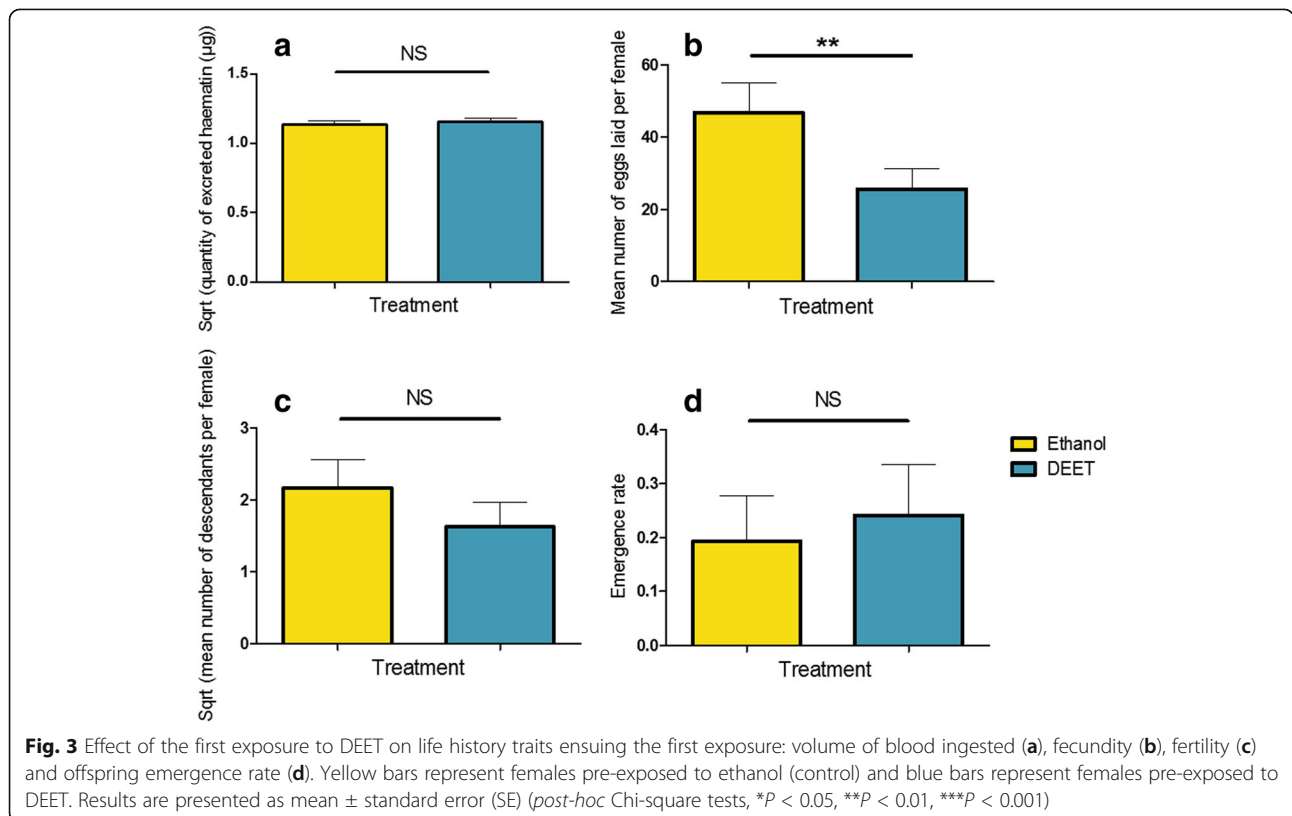 a
NS
Sqrt (quantity of excreted haematin (µg))
1.5
1.0
0.5
0.0
Treatment
b
**
Mean numer of eggs laid per female
60
40
20
0
Treatment
c
NS
Sqrt (mean number of descendants per female)
3
2
1
0
Treatment
d
NS
Emergence rate
0.4
0.3
0.2
0.1
0.0
Treatment
Ethanol
DEET
Fig. 3 Effect of the first exposure to DEET on life history traits ensuing the first exposure: volume of blood ingested (a), fecundity (b), fertility (c)
and offspring emergence rate (d). Yellow bars represent females pre-exposed to ethanol (control) and blue bars represent females pre-exposed to
DEET. Results are presented as mean ± standard error (SE) (post-hoc Chi-square tests, *P < 0.05, **P < 0.01, ***P < 0.001)